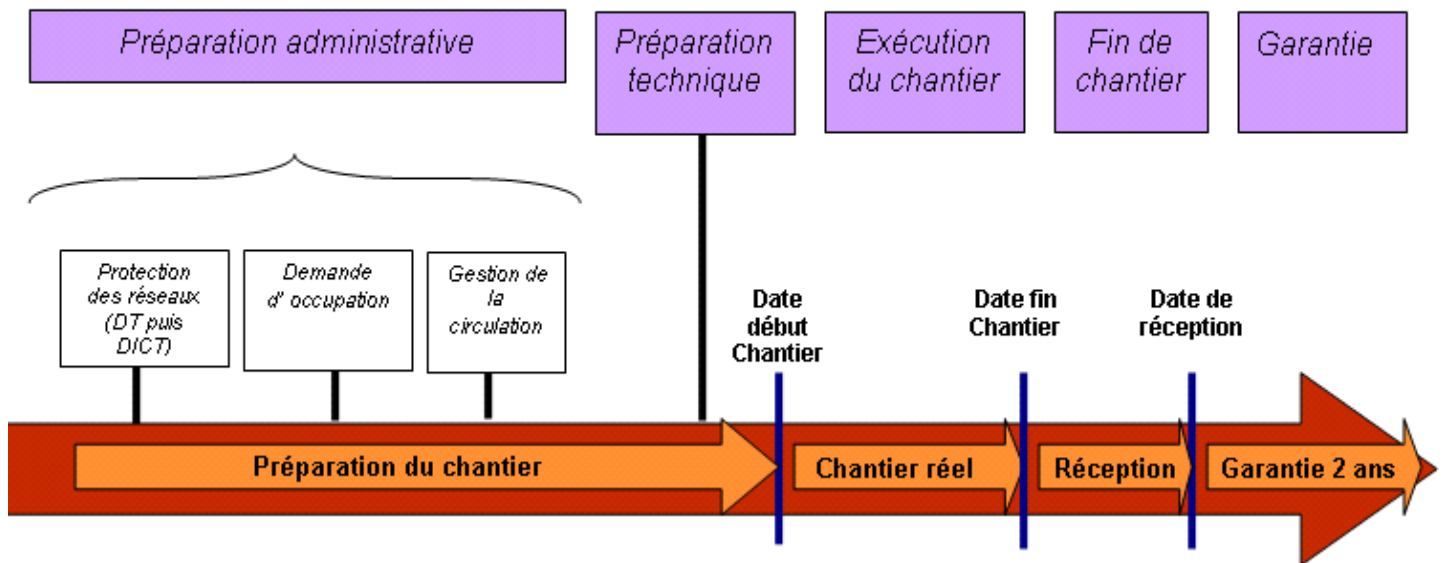 Préparation administrative
Préparation
technique
Exécution
du chantier
Fin de
chantier
Garantie
Protection
des réseaux
(DT puis
DICT)
Demande
d' occupation
Gestion de
la
circulation
Date
début
Chantier
Date fin
Chantier
Date de
réception
Préparation du chantier
Chantier réel
Réception
Garantie 2 ans